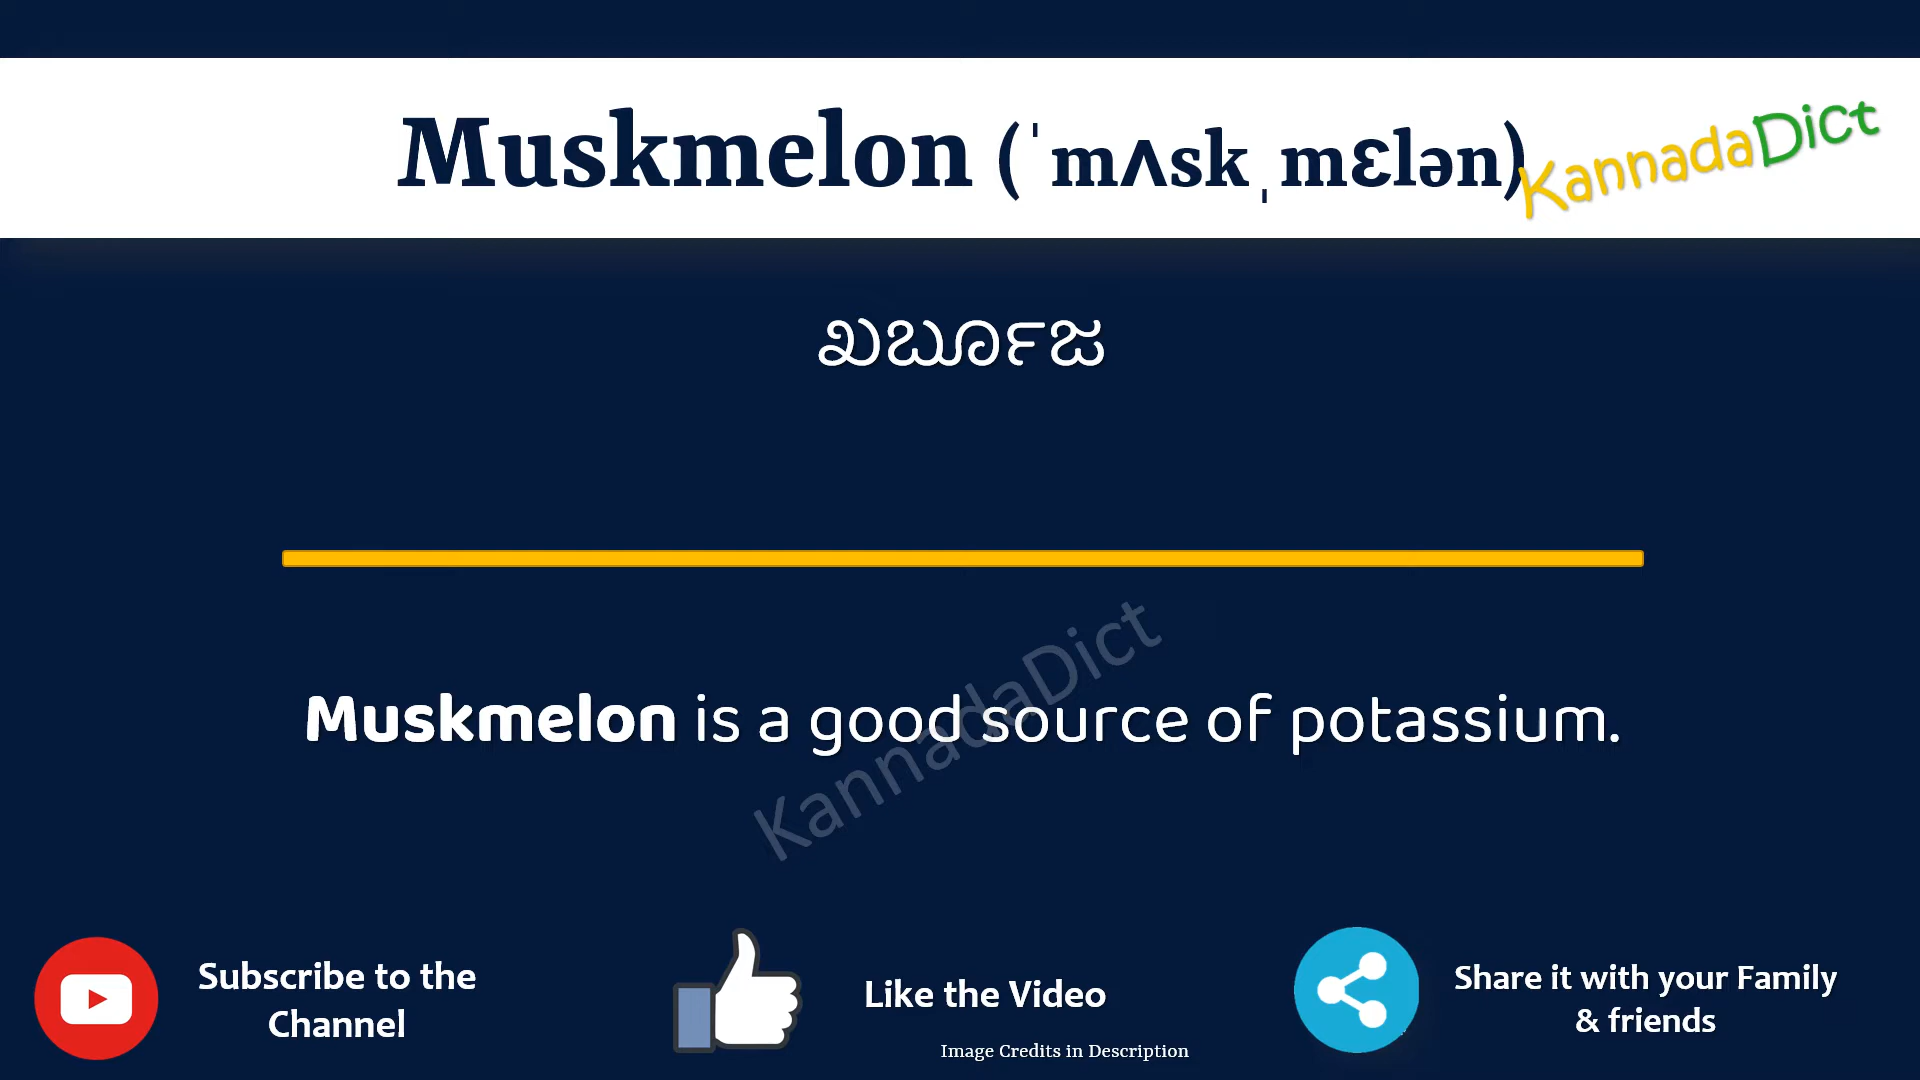 Muskmelon (ˈmʌskˌmɛlən)
KannadaDict
ಖರ್ಬೂಜ
KannadaDict
Muskmelon is a good source of potassium.
Subscribe to the
Channel
Like the Video
Share it with your Family
& friends
Image Credits in Description